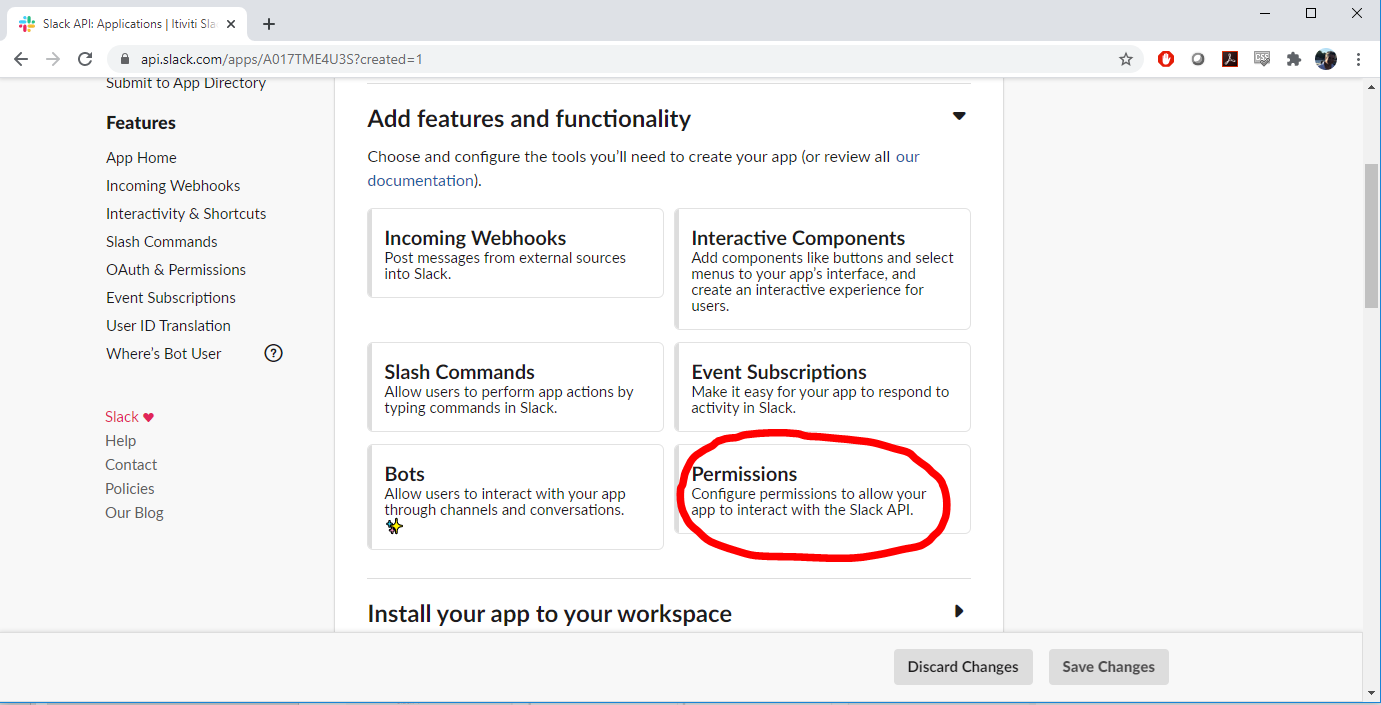 Slack API: Applications | Itiviti Sla
api.slack.com/apps/A017TME4U3S?created=1
CSS
Submit to App Directory
Features
App Home
Incoming Webhooks
Interactivity & Shortcuts
Slash Commands
OAuth & Permissions
Event Subscriptions
User ID Translation
Where's Bot User ?
Slack ♥
Help
Contact
Policies
Our Blog
Add features and functionality
Choose and configure the tools you'll need to create your app (or review all our
documentation).
Incoming Webhooks
Post messages from external sources
into Slack.
Interactive Components
Add components like buttons and select
menus to your app's interface, and
create an interactive experience for
users.
Slash Commands
Allow users to perform app actions by
typing commands in Slack.
Event Subscriptions
Make it easy for your app to respond to
activity in Slack.
Bots
Allow users to interact with your app
through channels and conversations.
Permissions
Configure permissions to allow your
app to interact with the Slack API.
Install your app to your workspace
Discard Changes
Save Changes